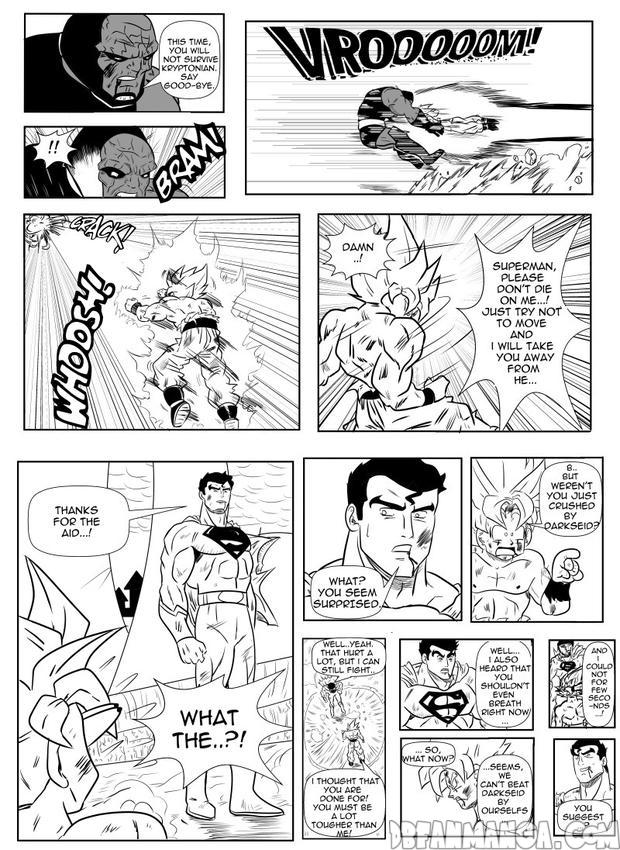 THIS TIME,
YOU WILL
NOT SURVIVE
KRYPTONIAN.
SAY
GOOD-BYE.
VROOOOOM!
!!
BRAM!
CRACK!
WHOOSH!
DAMN
..!
SUPERMAN,
PLEASE
DON'T DIE
ON ME...!
JUST TRY NOT
TO MOVE
AND
I WILL TAKE
YOU AWAY
FROM
HE...
THANKS
FOR THE
AID...!
WHAT
THE..?!
WHAT?
YOU SEEM
SURPRISED.
B..
BUT
WEREN'T
YOU JUST
CRUSHED
BY
DARKSEID?
WELL..YEAH.
THAT HURT A
LOT, BUT I CAN
STILL FIGHT..
I THOUGHT THAT
YOU ARE
DONE FOR!
YOU MUST BE
A LOT
TOUGHER THAN
ME!
WELL...
I ALSO
HEARD THAT
YOU
SHOULDN'T
EVEN
BREATH
RIGHT NOW
...
AND
I
COULD
NOT
FOR
FEW
SECO
-NDS
..!
... SO,
WHAT NOW?
...SEEMS,
WE
CAN'T BEAT
DARKSEID
BY
OURSELFS
YOU
SUGGEST
?
DBFANMANGA.COM